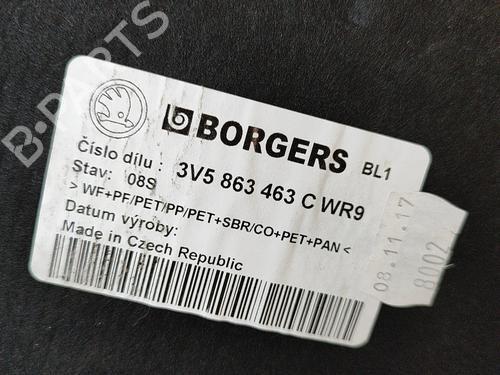 B-PARTS
BORGERS BL1
Číslo dílu : 3V5 863 463 C WR9
Stav: 08S
> WF+PF/PET/PP/PET+SBR/CO+PET+PAN <
Datum výroby:
Made in Czech Republic
08.11.17
8002